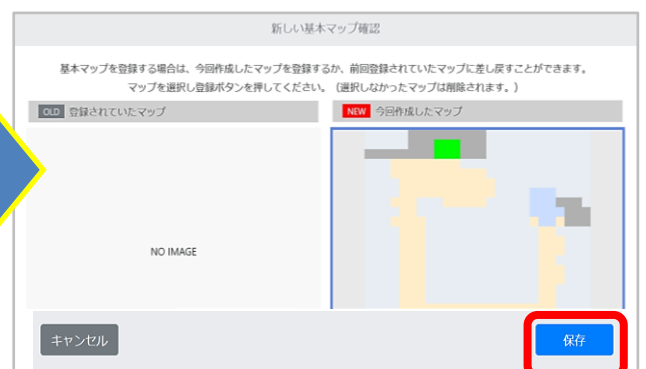 新しい基本マップ確認
基本マップを登録する場合は、今回作成したマップを登録するか、前回登録されていたマップに差し戻すことができます。
マップを選択し登録ボタンを押してください。（選択しなかったマップは削除されます。）
OLD 登録されていたマップ
NEW 今回作成したマップ
NO IMAGE
キャンセル
保存